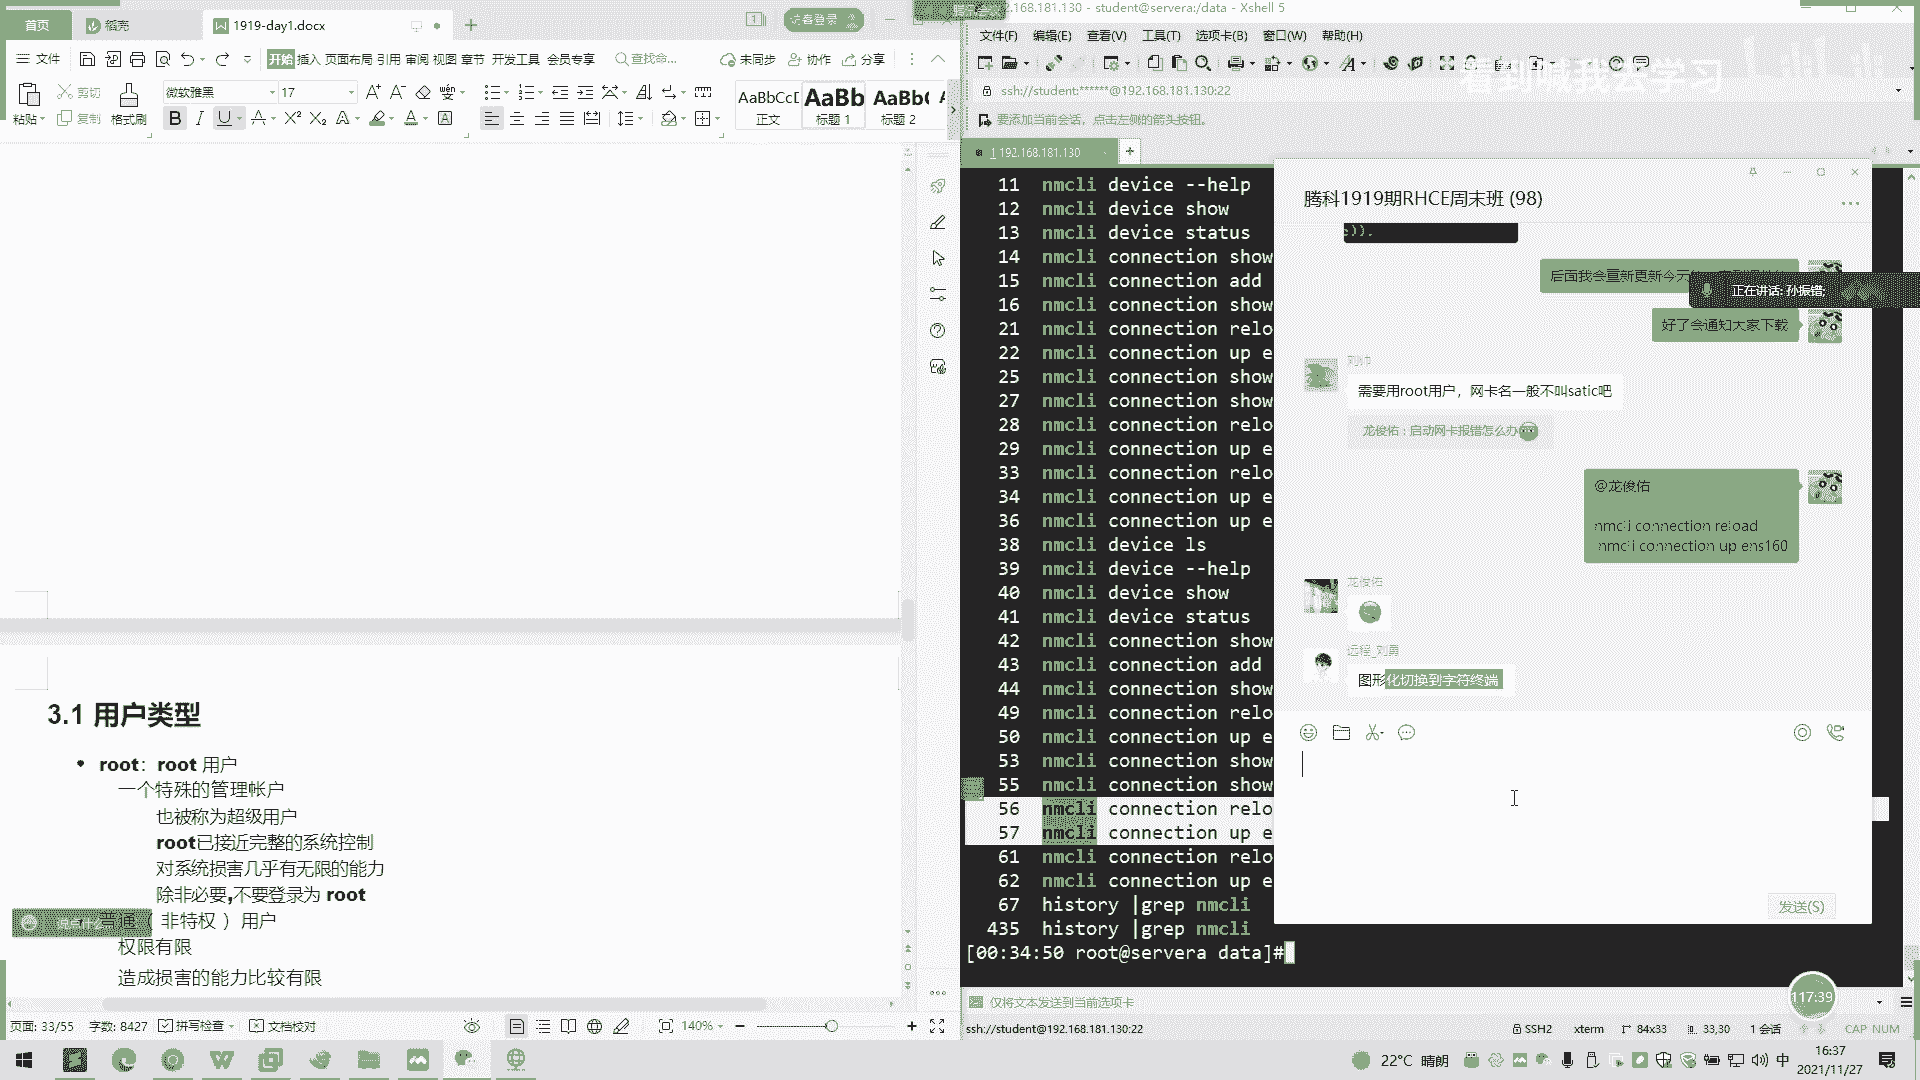 首页
稻壳
1919-day1.docx
访客登录
文件
开始 插入 页面布局 引用 审阅 视图 章节 开发工具 会员专享
查找命...
未同步
协作
分享
粘贴
剪切
复制
格式刷
微软雅黑
17
AaBbCcD
正文
AaBb
标题 1
AaBb(
标题 2
3.1 用户类型
• root：root 用户
一个特殊的管理帐户
也被称为超级用户
root已接近完整的系统控制
对系统损害几乎有无限的能力
除非必要,不要登录为 root
普通（ 非特权 ）用户
权限有限
造成损害的能力比较有限
页面: 33/55
字数: 8427
拼写检查
文档校对
140%
2.168.181.130 - student@servera:/data - Xshell 5
文件(F) 编辑(E) 查看(V) 工具(T) 选项卡(B) 窗口(W) 帮助(H)
看到喊我去学习
ssh://student:******@192.168.181.130:22
要添加当前会话，点击左侧的箭头按钮。
1 192.168.181.130
11 nmcli device --help
12 nmcli device show
13 nmcli device status
14 nmcli connection show
15 nmcli connection add
16 nmcli connection show
21 nmcli connection relo
22 nmcli connection up e
25 nmcli connection show
27 nmcli connection show
28 nmcli connection relo
29 nmcli connection up e
33 nmcli connection relo
34 nmcli connection up e
36 nmcli connection up e
38 nmcli device ls
39 nmcli device --help
40 nmcli device show
41 nmcli device status
42 nmcli connection show
43 nmcli connection add
44 nmcli connection show
49 nmcli connection relo
50 nmcli connection up e
53 nmcli connection show
55 nmcli connection show
56 nmcli connection relo
57 nmcli connection up e
61 nmcli connection relo
62 nmcli connection up e
67 history |grep nmcli
435 history |grep nmcli
[00:34:50 root@servera data]#
腾科1919期RHCE周末班 (98)
后面我会重新更新今天
正在讲话: 孙振错;
好了会通知大家下载
刘帅
需要用root用户，网卡名一般不叫satic吧
龙俊佑：启动网卡报错怎么办
@龙俊佑
nmcli connection reload
nmcli connection up ens160
龙俊佑
远程_刘勇
图形化切换到字符终端
发送(S)
117:39
仅将文本发送到当前选项卡
ssh://student@192.168.181.130:22
SSH2
xterm
84x33
33,30
1 会话
CAP NUM
22°C 晴朗
中
16:37
2021/11/27